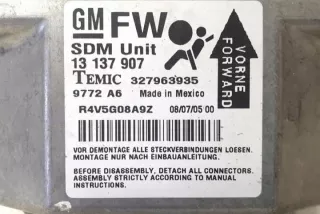 GM FW
SDM Unit
13 137 907
TEMIC 327963935
9772 A6 Made in Mexico
R4V5G08A9Z 08/07/05 00
VORNE
FORWARD
VOR DEMONTAGE ALLE STECKVERBINDUNGEN LOESEN.
MONTAGE NUR NACH EINBAUANLEITUNG.
BEFORE DISASSEMBLY, DETACH ALL CONNECTORS.
ASSEMBLY STRICTLY ACCORDING TO MANUAL
INSTRUCTIONS.